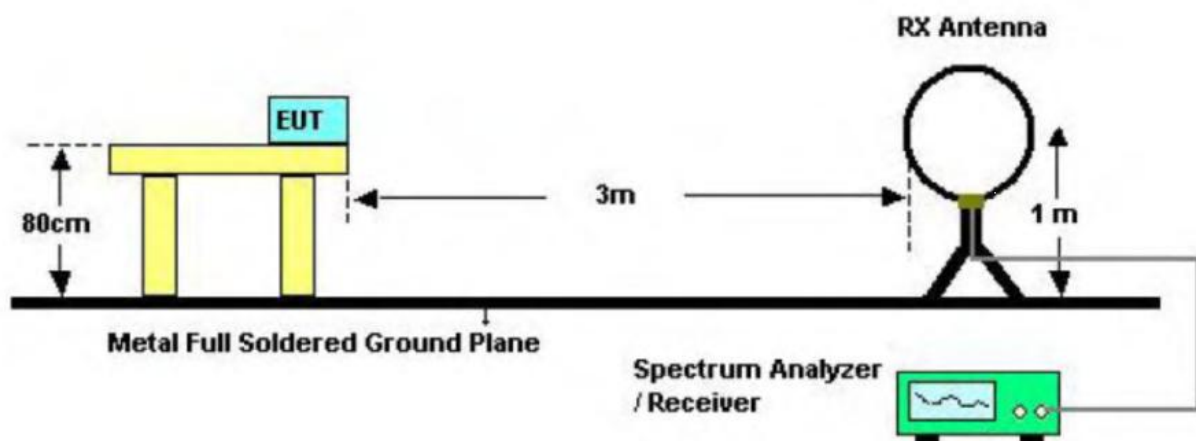 RX Antenna
EUT
80cm
3m
1 m
Metal Full Soldered Ground Plane
Spectrum Analyzer
/ Receiver